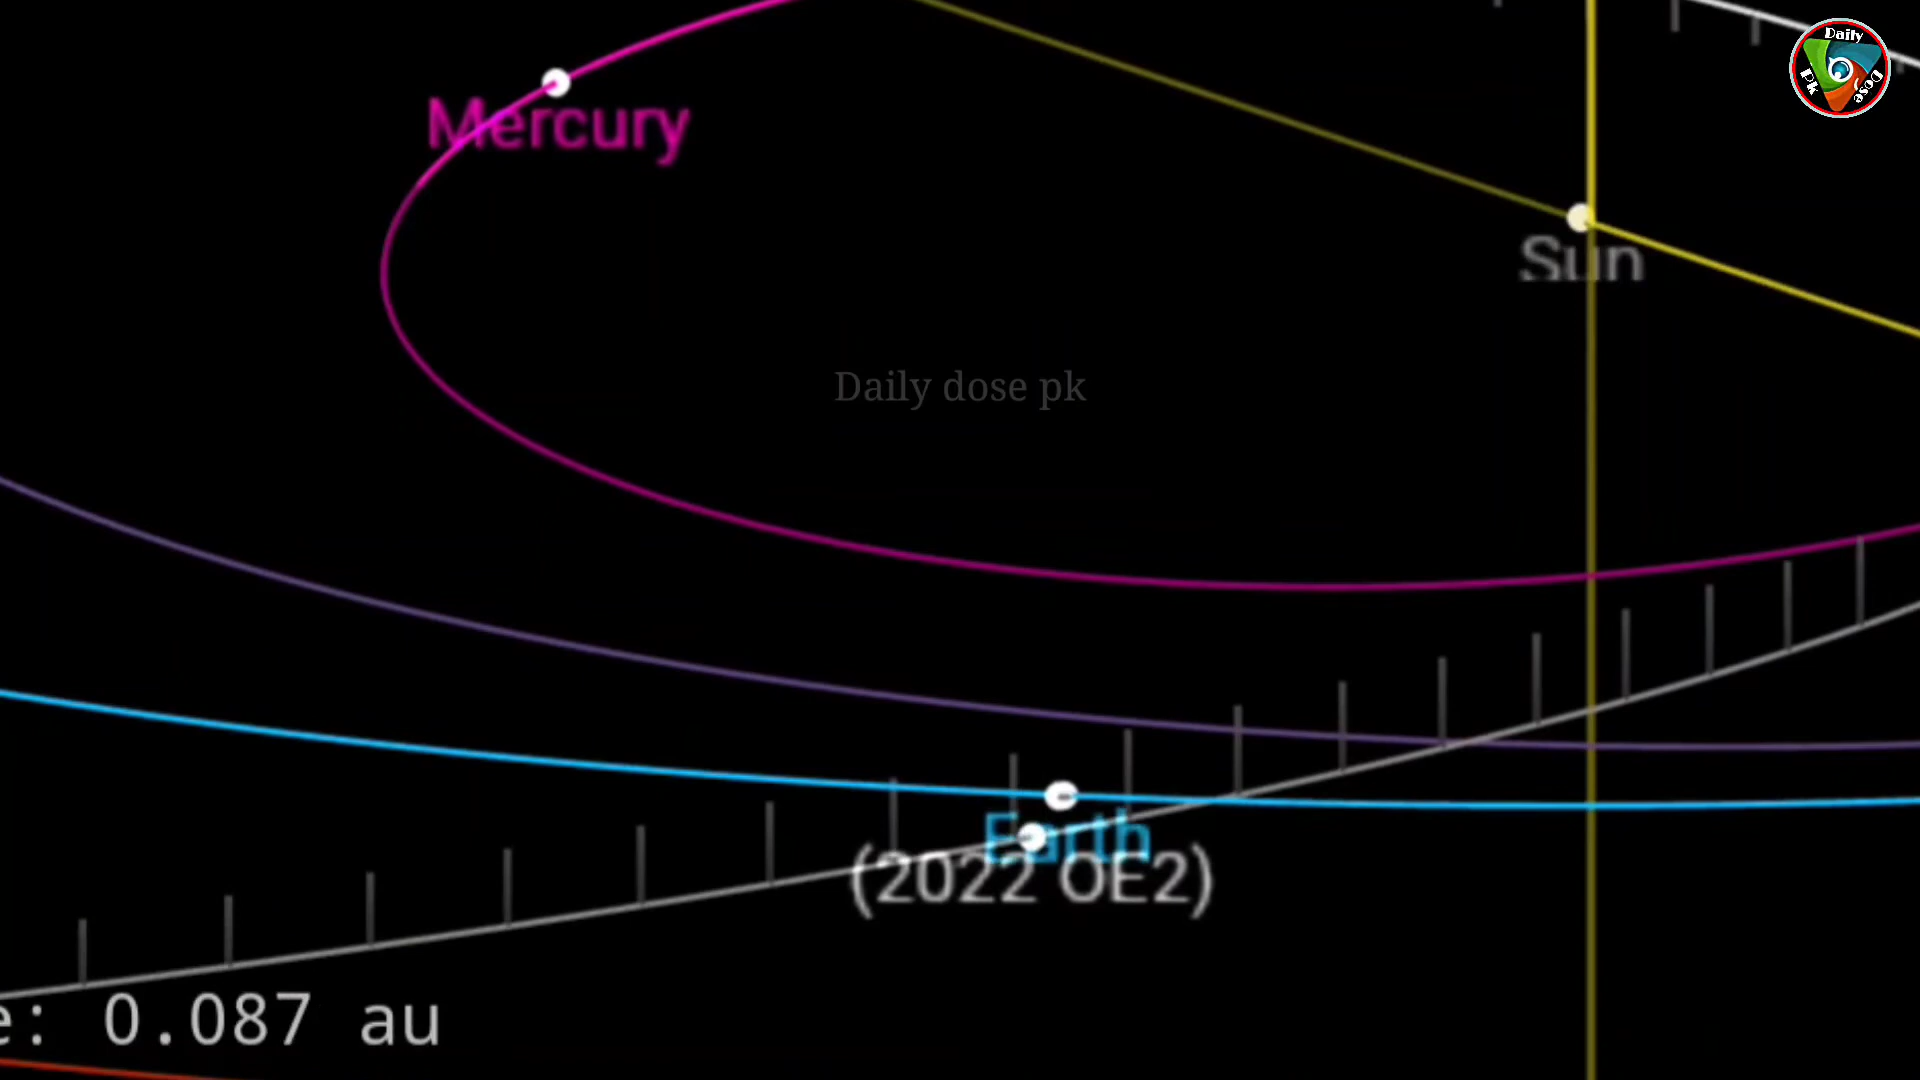 Daily
Pk Dose
Mercury
Sun
Daily dose pk
Earth
(2022 OE2)
e: 0.087 au